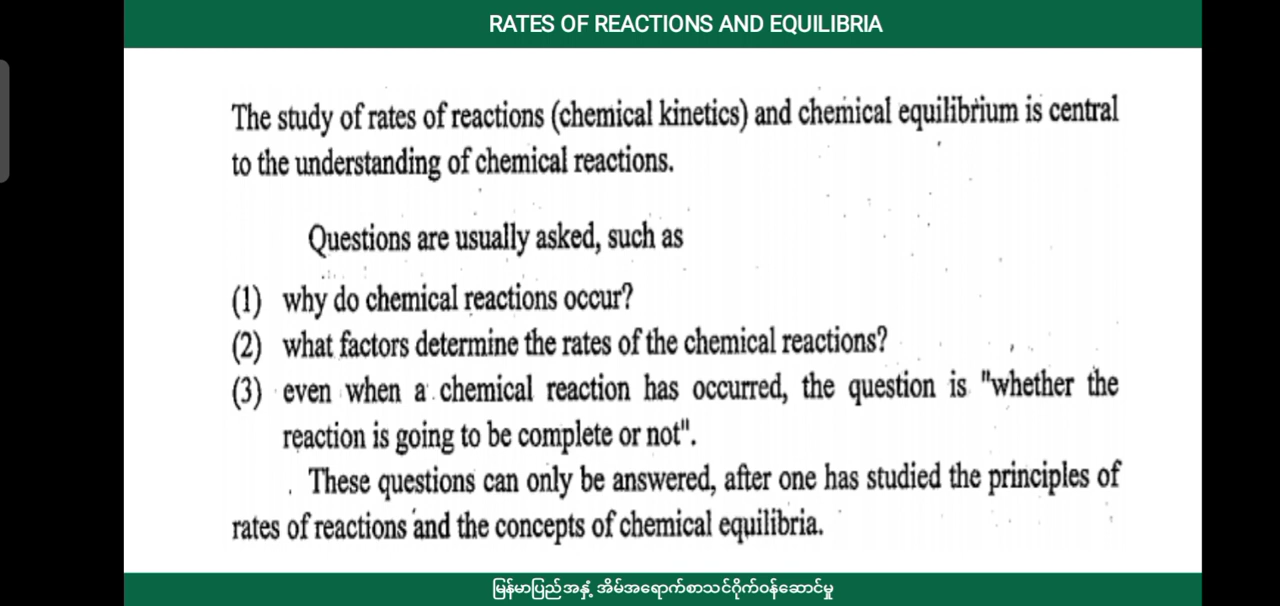 RATES OF REACTIONS AND EQUILIBRIA
The study of rates of reactions (chemical kinetics) and chemical equilibrium is central
to the understanding of chemical reactions.
Questions are usually asked, such as
(1) why do chemical reactions occur?
(2) what factors determine the rates of the chemical reactions?
(3) even when a chemical reaction has occurred, the question is "whether the
reaction is going to be complete or not".
These questions can only be answered, after one has studied the principles of
rates of reactions and the concepts of chemical equilibria.
မြန်မာပြည်အနှံ့ အိမ်အရောက်စာသင်ဂိုက်ဝန်ဆောင်မှု